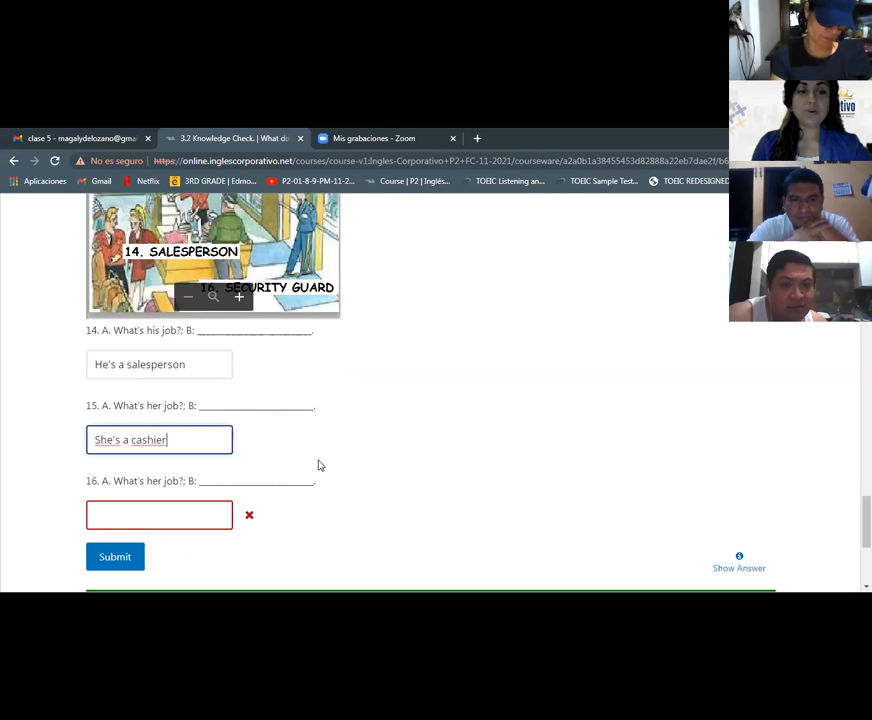 clase 5 - magalydelozano@gma
3.2 Knowledge Check. | What do
Mis grabaciones - Zoom
No es seguro
https://online.inglescorporativo.net/courses/course-v1:Ingles-Corporativo+P2+FC-11-2021/courseware/a2a0b1a38455453d82888a22eb7dae2f/b6
Aplicaciones
Gmail
Netflix
3RD GRADE | Edmo...
P2-01-8-9-PM-11-2...
Course | P2 | Inglés...
TOEIC Listening an...
TOEIC Sample Test...
TOEIC REDESIGNED
14. SALESPERSON
16. SECURITY GUARD
14. A. What's his job?; B: ______________________.
He's a salesperson
15. A. What's her job?; B: ______________________.
She's a cashier
16. A. What's her job?; B: ______________________.
Submit
Show Answer